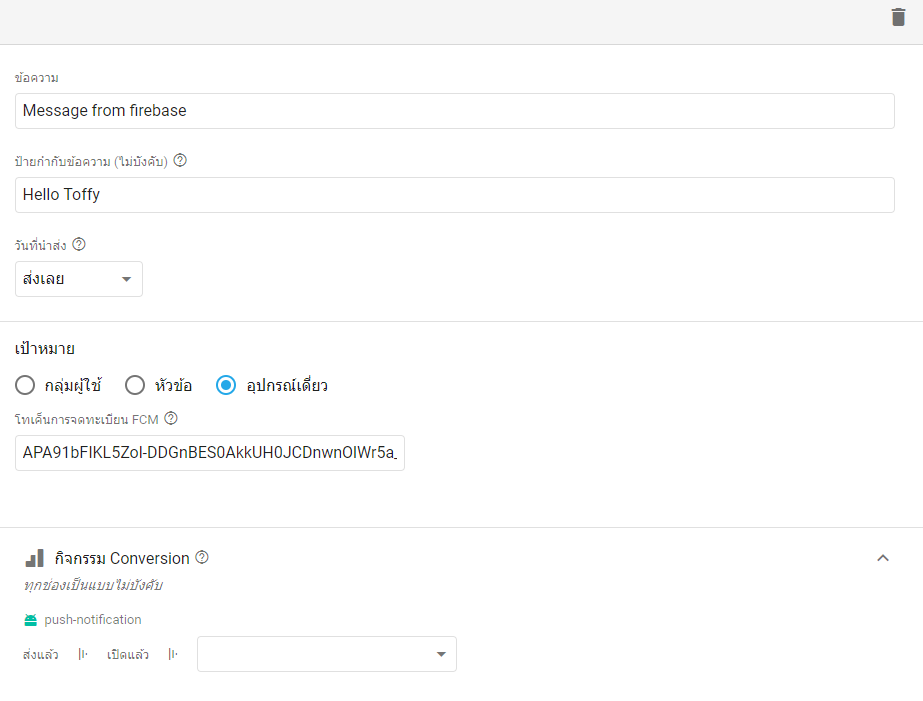 ข้อความ
Message from firebase
ป้ายกำกับข้อความ (ไม่บังคับ)
Hello Toffy
วันที่นำส่ง
ส่งเลย
เป้าหมาย
กลุ่มผู้ใช้ หัวข้อ อุปกรณ์เดี่ยว
โทเค็นการจดทะเบียน FCM
APA91bFIKL5ZoI-DDGnBES0AkkUH0JCDnwnOIWr5a_
กิจกรรม Conversion
ทุกช่องเป็นแบบไม่บังคับ
push-notification
ส่งแล้ว เปิดแล้ว